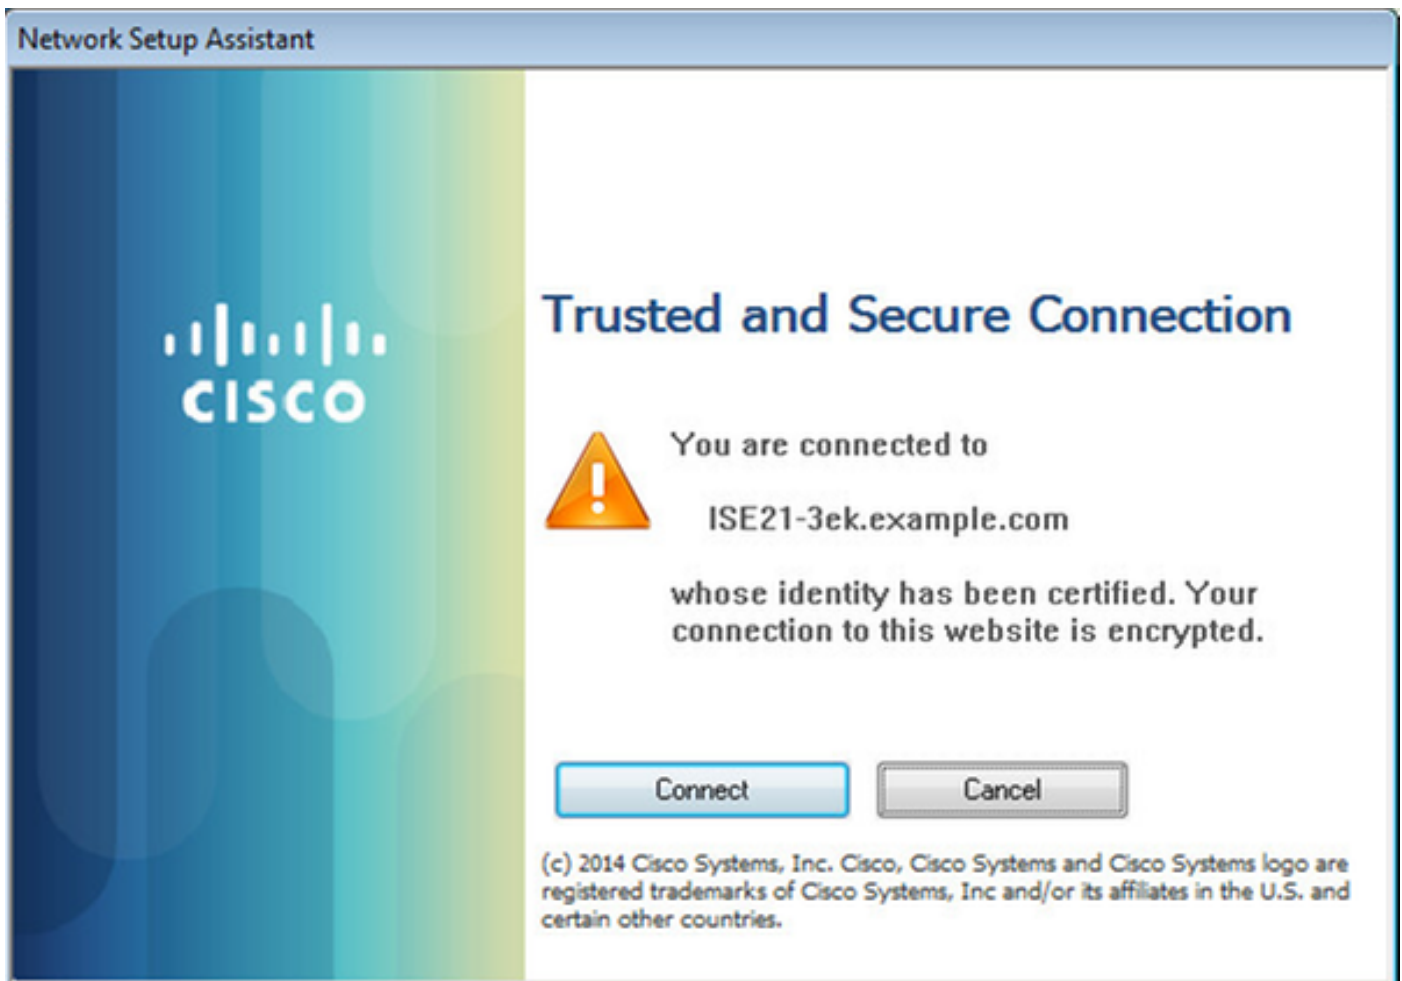 Network Setup Assistant
CISCO
Trusted and Secure Connection
You are connected to
ISE21-3ek.example.com
whose identity has been certified. Your
connection to this website is encrypted.
Connect
Cancel
(c) 2014 Cisco Systems, Inc. Cisco, Cisco Systems and Cisco Systems logo are
registered trademarks of Cisco Systems, Inc and/or its affiliates in the U.S. and
certain other countries.